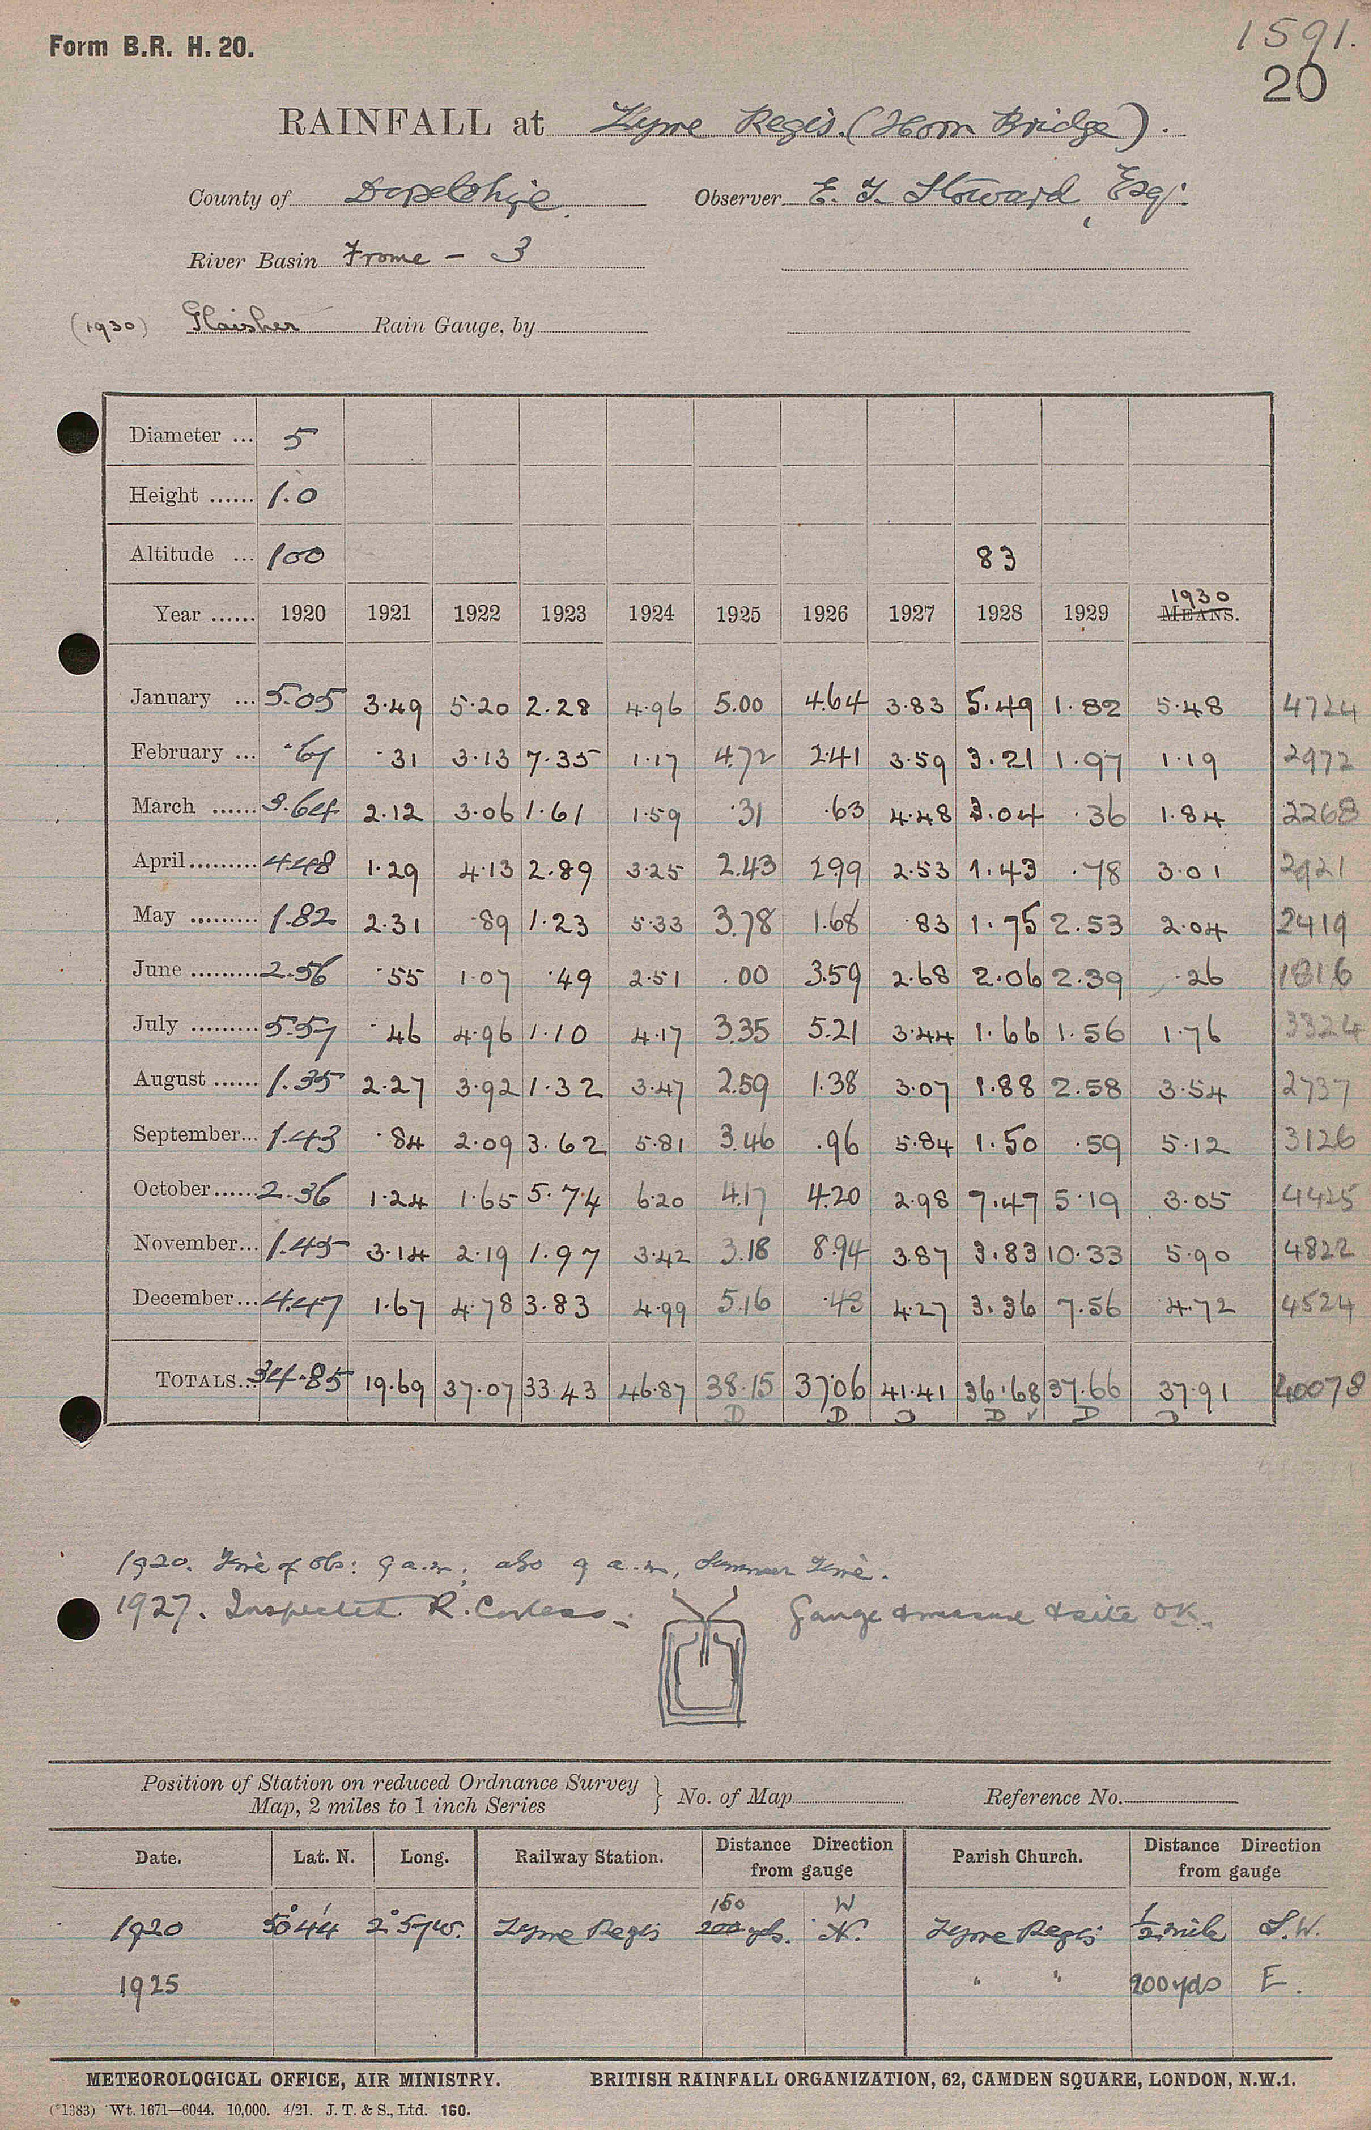 Form B.R. H. 20.
1591.
20
RAINFALL at Lyme Regis. (Horn Bridge).
County of Dorsetshire. Observer E. T. Howard, Esq:
River Basin Frome - 3
(1930) Glaisher Rain Gauge, by
Diameter ... 5
Height ...... 1.0
Altitude ... 100 83
Year ...... 1920 1921 1922 1923 1924 1925 1926 1927 1928 1929 1930 MEANS.
January ... 5.05 3.49 5.20 2.28 4.96 5.00 4.64 3.83 5.49 1.82 5.48 4724
February ... .67 .31 3.13 7.35 1.17 4.72 2.41 3.59 3.21 1.97 1.19 2972
March ...... 3.64 2.12 3.06 1.61 1.59 .31 .63 4.48 3.04 .36 1.84 2268
April ......... 4.48 1.29 4.13 2.89 3.25 2.43 2.99 2.53 1.43 .78 3.01 2921
May ......... 1.82 2.31 .89 1.23 5.33 3.78 1.68 .83 1.75 2.53 2.04 2419
June ......... 2.56 .55 1.07 .49 2.51 .00 3.59 2.68 2.06 2.39 .26 1816
July ......... 5.57 .46 4.96 1.10 4.17 3.35 5.21 3.44 1.66 1.56 1.76 3324
August ...... 1.35 2.27 3.92 1.32 3.47 2.59 1.38 3.07 1.88 2.58 3.54 2737
September... 1.43 .84 2.09 3.62 5.81 3.46 .96 5.84 1.50 .59 5.12 3126
October...... 2.36 1.24 1.65 5.74 6.20 4.17 4.20 2.98 7.47 5.19 3.05 4425
November... 1.45 3.14 2.19 1.97 3.42 3.18 8.94 3.87 3.83 10.33 5.90 4822
December... 4.47 1.67 4.78 3.83 4.99 5.16 .43 4.27 3.36 7.56 4.72 4524
TOTALS... 34.85 19.69 37.07 33.43 46.87 38.15 37.06 41.41 36.68 37.66 37.91 40078
D D D D ✓ D D
1920. Time of obs: 9 a.m; also 9 a.m, Summer Time.
1927. Inspected R. Corless - Gauge & measure & site OK.
Position of Station on reduced Ordnance Survey Map, 2 miles to 1 inch Series } No. of Map Reference No.
Date. Lat. N. Long. Railway Station. Distance Direction from gauge Parish Church. Distance Direction from gauge
150 W
1920 50° 44' 2° 57 W. Lyme Regis 200 yds. N. Lyme Regis 1/2 mile S.W.
1925 " " 200 yds E.
METEOROLOGICAL OFFICE, AIR MINISTRY. BRITISH RAINFALL ORGANIZATION, 62, CAMDEN SQUARE, LONDON, N.W.1.
(*1383) Wt. 1671—6044. 10,000. 4/21. J. T. & S., Ltd. 160.